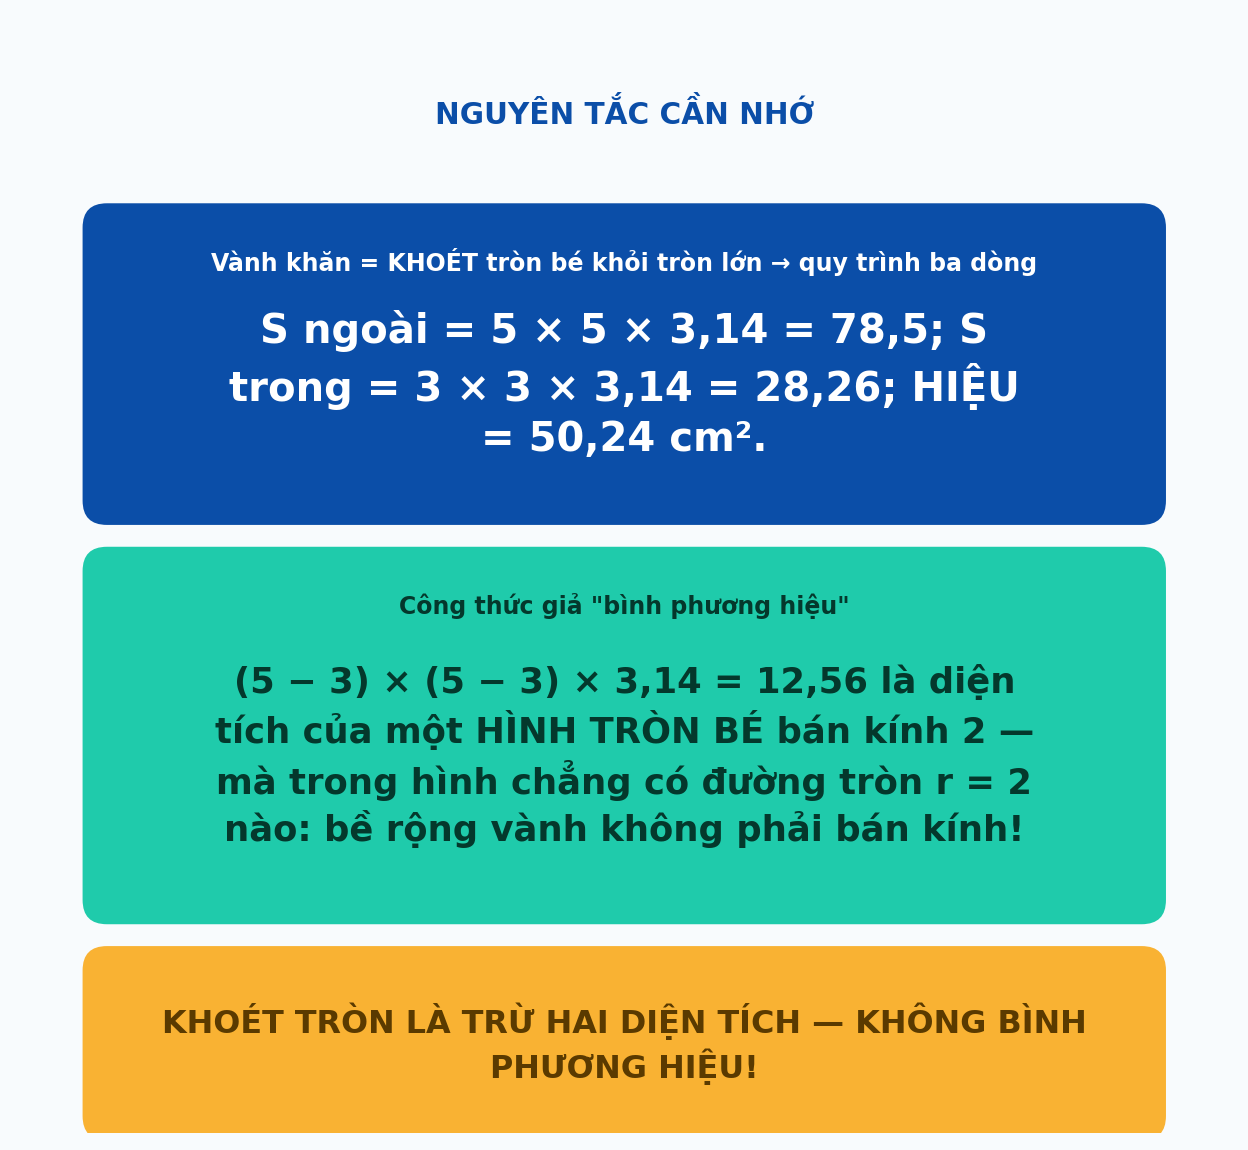 NGUYÊN TẮC CẦN NHỚ
Vành khăn = KHOÉT tròn bé khỏi tròn lớn → quy trình ba dòng
S ngoài = 5 × 5 × 3,14 = 78,5; S
trong = 3 × 3 × 3,14 = 28,26; HIỆU
= 50,24 cm².
Công thức giả "bình phương hiệu"
(5 − 3) × (5 − 3) × 3,14 = 12,56 là diện
tích của một HÌNH TRÒN BÉ bán kính 2 —
mà trong hình chẳng có đường tròn r = 2
nào: bề rộng vành không phải bán kính!
KHOÉT TRÒN LÀ TRỪ HAI DIỆN TÍCH — KHÔNG BÌNH
PHƯƠNG HIỆU!